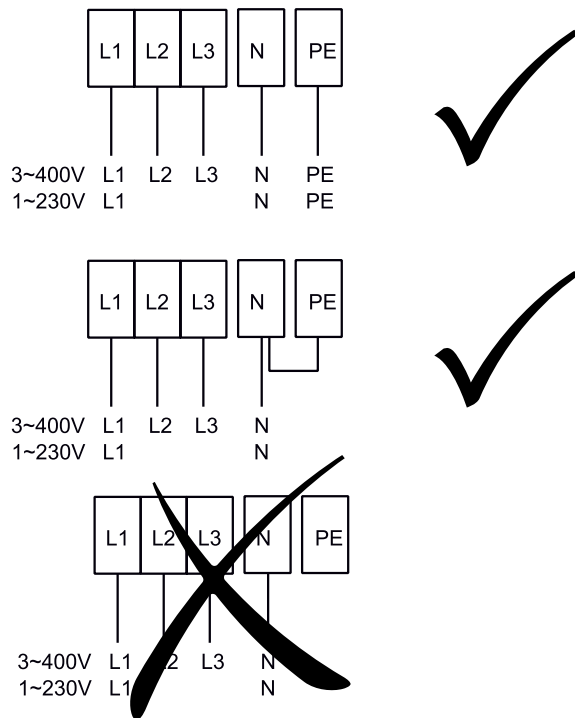 L1 L2 L3 N PE
3~400V L1 L2 L3 N PE
1~230V L1 N PE
L1 L2 L3 N PE
3~400V L1 L2 L3 N
1~230V L1 N
L1 L2 L3 N PE
3~400V L1 L2 L3 N
1~230V L1 N